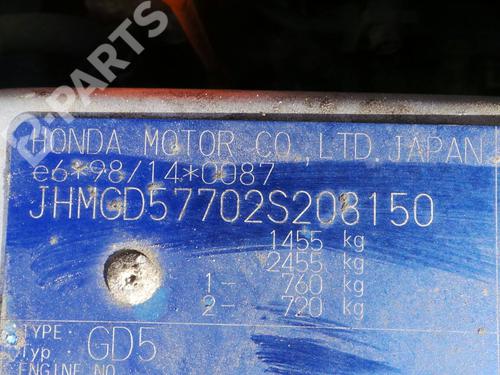 B-PARTS
HONDA MOTOR CO.,LTD.JAPAN
e6*98/14*0087
JHMGD57702S208150
1455 kg
2455 kg
1- 760 kg
2- 720 kg
TYPE:
Typ GD5
ENGINE NO